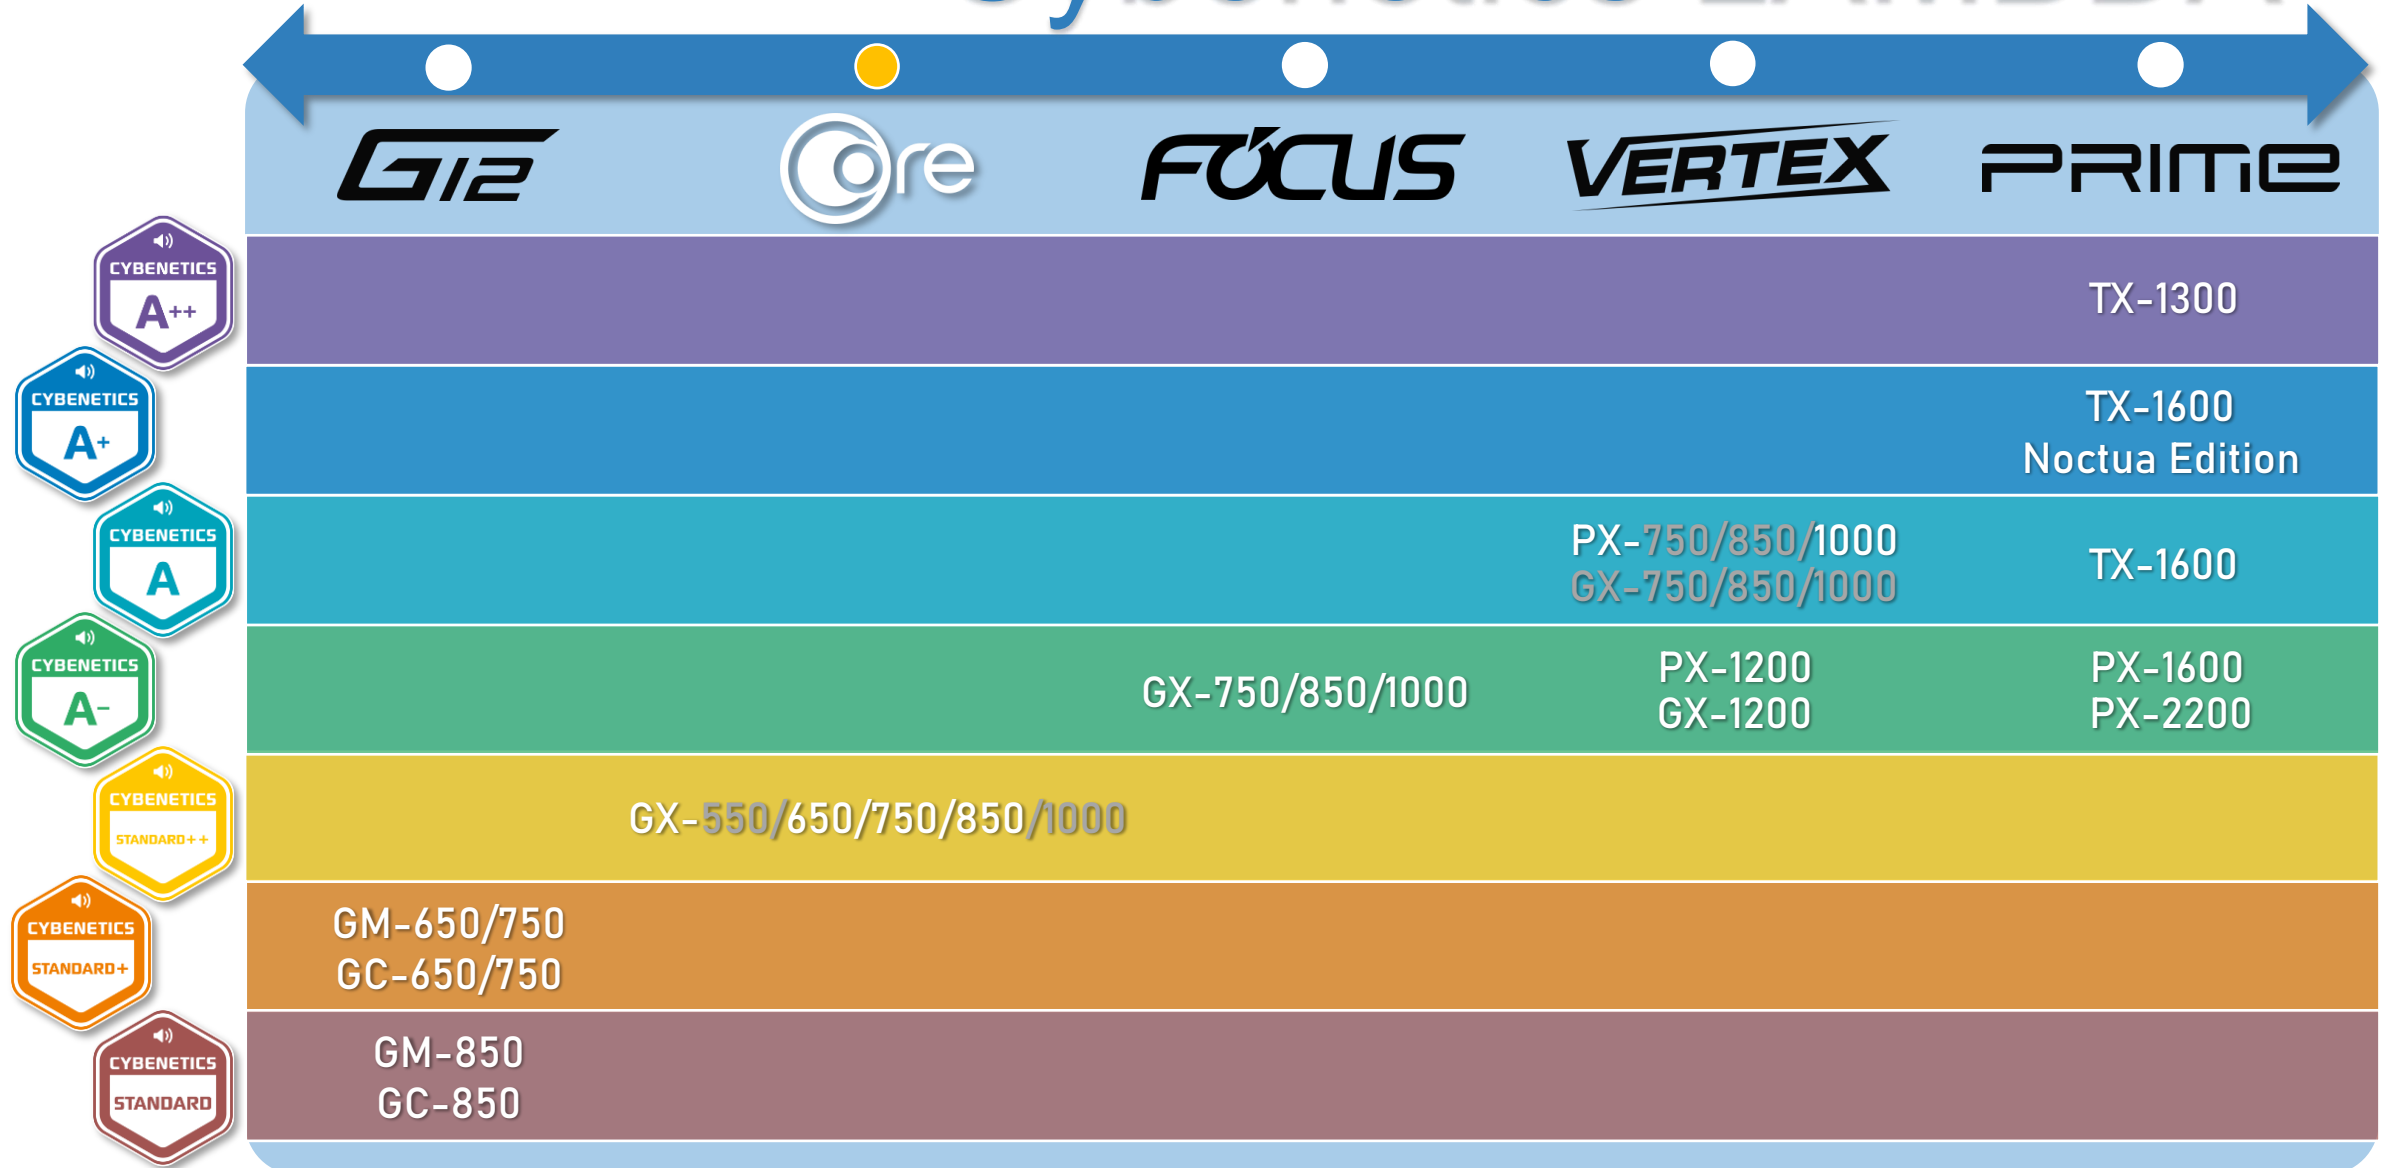 Cybenetics LAMBDA
G12
Core
FOCUS
VERTEX
PRIME
CYBENETICS
A++
TX-1300
CYBENETICS
A+
TX-1600
Noctua Edition
CYBENETICS
A
PX-750/850/1000
GX-750/850/1000
TX-1600
CYBENETICS
A-
GX-750/850/1000
PX-1200
GX-1200
PX-1600
PX-2200
CYBENETICS
STANDARD++
GX-550/650/750/850/1000
CYBENETICS
STANDARD+
GM-650/750
GC-650/750
CYBENETICS
STANDARD
GM-850
GC-850